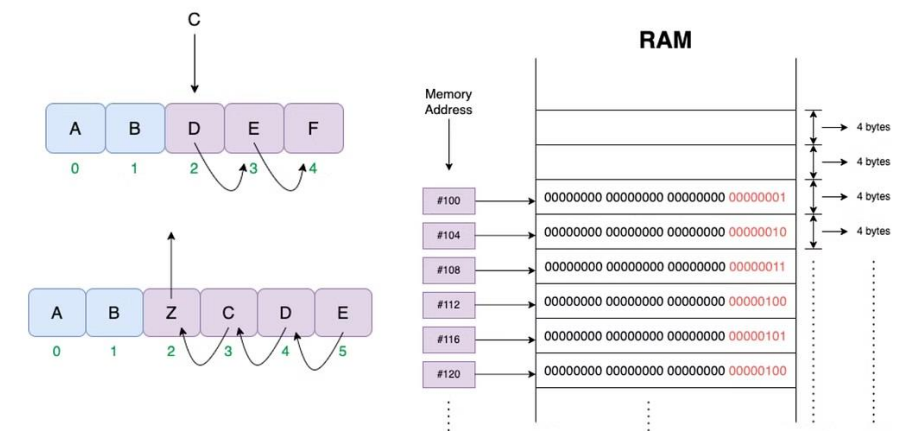 C
A B D E F
0 1 2 3 4
A B Z C D E
0 1 2 3 4 5
RAM
Memory
Address
4 bytes
4 bytes
#100 00000000 00000000 00000000 00000001 4 bytes
#104 00000000 00000000 00000000 00000010 4 bytes
#108 00000000 00000000 00000000 00000011
#112 00000000 00000000 00000000 00000100
#116 00000000 00000000 00000000 00000101
#120 00000000 00000000 00000000 00000100